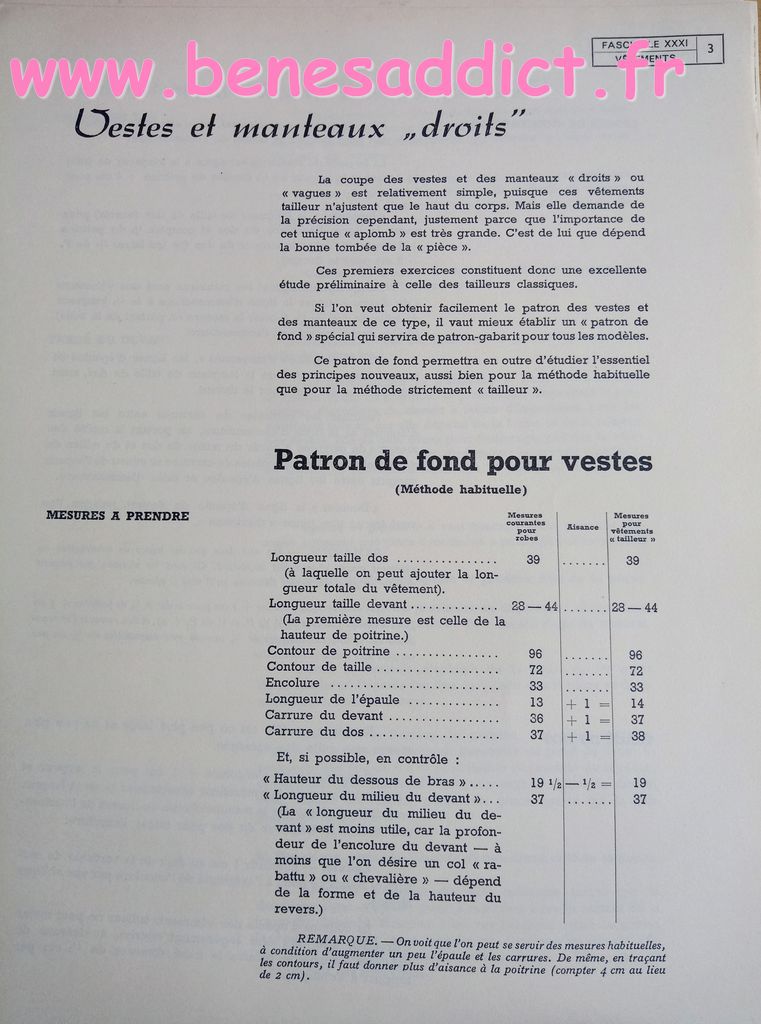 FASCICULE XXXI
VÊTEMENTS
3
www.benesaddict.fr
Vestes et manteaux „droits”
La coupe des vestes et des manteaux « droits » ou
« vagues » est relativement simple, puisque ces vêtements
tailleur n'ajustent que le haut du corps. Mais elle demande de
la précision cependant, justement parce que l'importance de
cet unique « aplomb » est très grande. C'est de lui que dépend
la bonne tombée de la « pièce ».
Ces premiers exercices constituent donc une excellente
étude préliminaire à celle des tailleurs classiques.
Si l'on veut obtenir facilement le patron des vestes et
des manteaux de ce type, il vaut mieux établir un « patron de
fond » spécial qui servira de patron-gabarit pour tous les modèles.
Ce patron de fond permettra en outre d'étudier l'essentiel
des principes nouveaux, aussi bien pour la méthode habituelle
que pour la méthode strictement « tailleur ».
Patron de fond pour vestes
(Méthode habituelle)
MESURES A PRENDRE
Mesures courantes pour robes
Aisance
Mesures pour vêtements « tailleur »
Longueur taille dos ................ 39 ....... 39
(à laquelle on peut ajouter la lon-
gueur totale du vêtement).
Longueur taille devant ............. 28 — 44 ....... 28 — 44
(La première mesure est celle de la
hauteur de poitrine.)
Contour de poitrine ................ 96 ....... 96
Contour de taille ................... 72 ....... 72
Encolure .......................... 33 ....... 33
Longueur de l'épaule .............. 13 + 1 = 14
Carrure du devant ................. 36 + 1 = 37
Carrure du dos .................... 37 + 1 = 38
Et, si possible, en contrôle :
« Hauteur du dessous de bras » ..... 19 1/2 — 1/2 = 19
« Longueur du milieu du devant »... 37 ....... 37
(La « longueur du milieu du de-
vant » est moins utile, car la profon-
deur de l'encolure du devant — à
moins que l'on désire un col « ra-
battu » ou « chevalière » — dépend
de la forme et de la hauteur du
revers.)
REMARQUE. — On voit que l'on peut se servir des mesures habituelles,
à condition d'augmenter un peu l'épaule et les carrures. De même, en traçant
les contours, il faut donner plus d'aisance à la poitrine (compter 4 cm au lieu
de 2 cm).